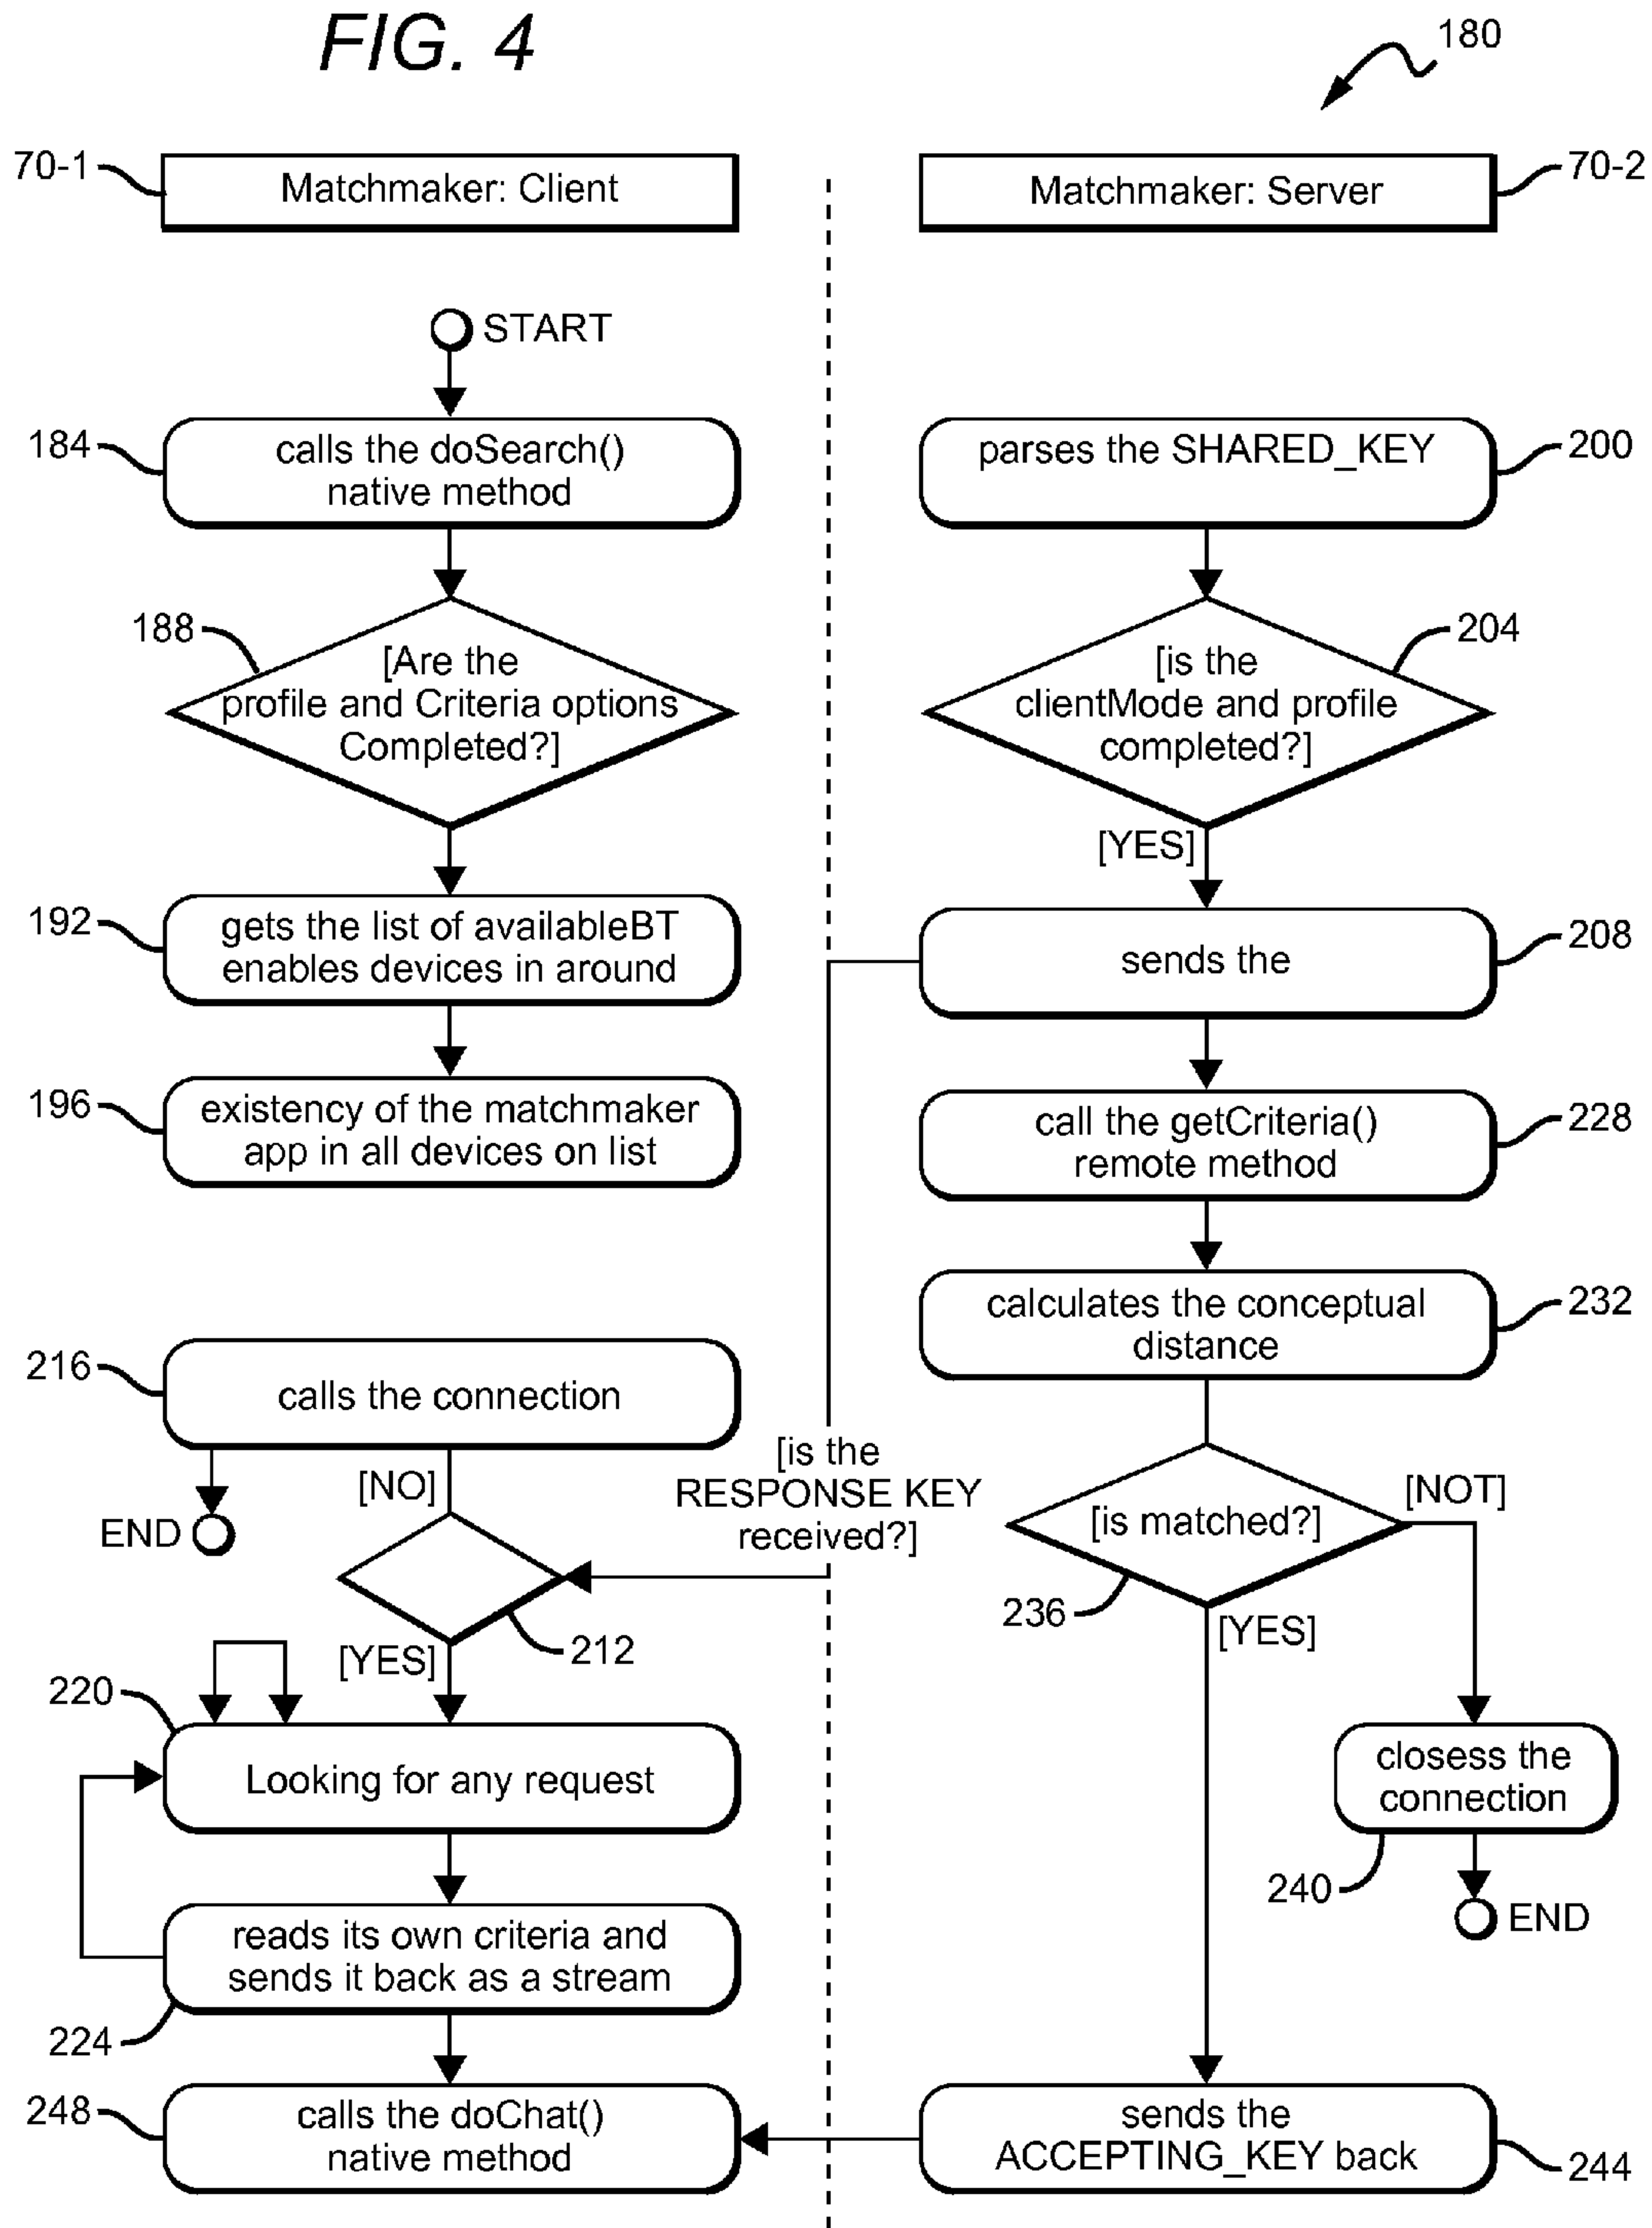 FIG. 4
180
70-1
Matchmaker: Client
Matchmaker: Server
70-2
START
184
calls the doSearch()
native method
188
[Are the
profile and Criteria options
Completed?]
192
gets the list of availableBT
enables devices in around
196
existency of the matchmaker
app in all devices on list
parses the SHARED_KEY
200
[is the
clientMode and profile
completed?]
204
[YES]
sends the
208
call the getCriteria()
remote method
228
calculates the conceptual
distance
232
216
calls the connection
[NO]
END
[is the
RESPONSE KEY
received?]
212
[YES]
[is matched?]
[NOT]
236
[YES]
220
Looking for any request
closess the
connection
240
END
reads its own criteria and
sends it back as a stream
224
248
calls the doChat()
native method
sends the
ACCEPTING_KEY back
244